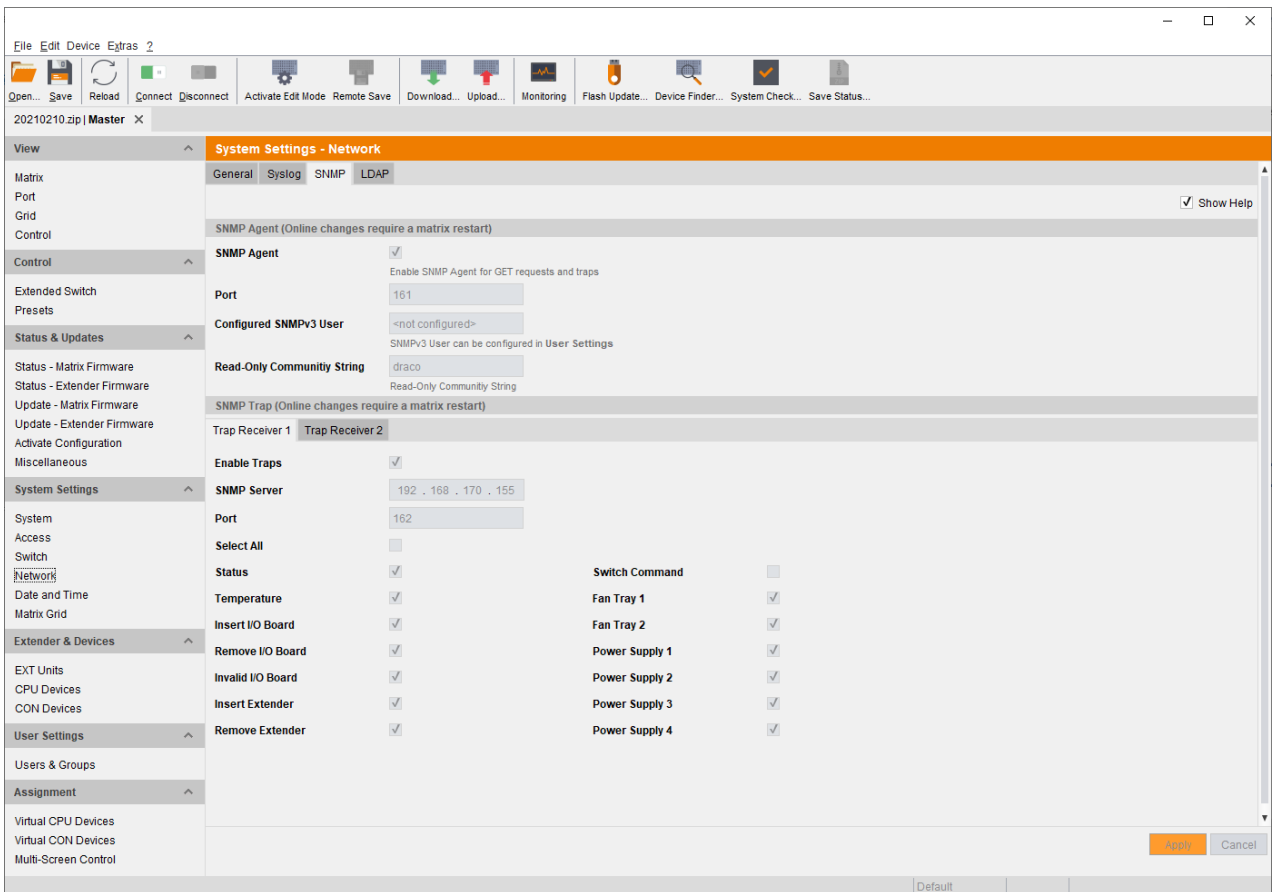 File Edit Device Extras ?
Open... Save Reload Connect Disconnect Activate Edit Mode Remote Save Download... Upload... Monitoring Flash Update... Device Finder... System Check... Save Status...
20210210.zip | Master
View
Matrix
Port
Grid
Control
Control
Extended Switch
Presets
Status & Updates
Status - Matrix Firmware
Status - Extender Firmware
Update - Matrix Firmware
Update - Extender Firmware
Activate Configuration
Miscellaneous
System Settings
System
Access
Switch
Network
Date and Time
Matrix Grid
Extender & Devices
EXT Units
CPU Devices
CON Devices
User Settings
Users & Groups
Assignment
Virtual CPU Devices
Virtual CON Devices
Multi-Screen Control
System Settings - Network
General Syslog SNMP LDAP
Show Help
SNMP Agent (Online changes require a matrix restart)
SNMP Agent
Enable SNMP Agent for GET requests and traps
Port 161
Configured SNMPv3 User <not configured>
SNMPv3 User can be configured in User Settings
Read-Only Communitiy String draco
Read-Only Communitiy String
SNMP Trap (Online changes require a matrix restart)
Trap Receiver 1 Trap Receiver 2
Enable Traps
SNMP Server 192 . 168 . 170 . 155
Port 162
Select All
Status Switch Command
Temperature Fan Tray 1
Insert I/O Board Fan Tray 2
Remove I/O Board Power Supply 1
Invalid I/O Board Power Supply 2
Insert Extender Power Supply 3
Remove Extender Power Supply 4
Apply Cancel
Default